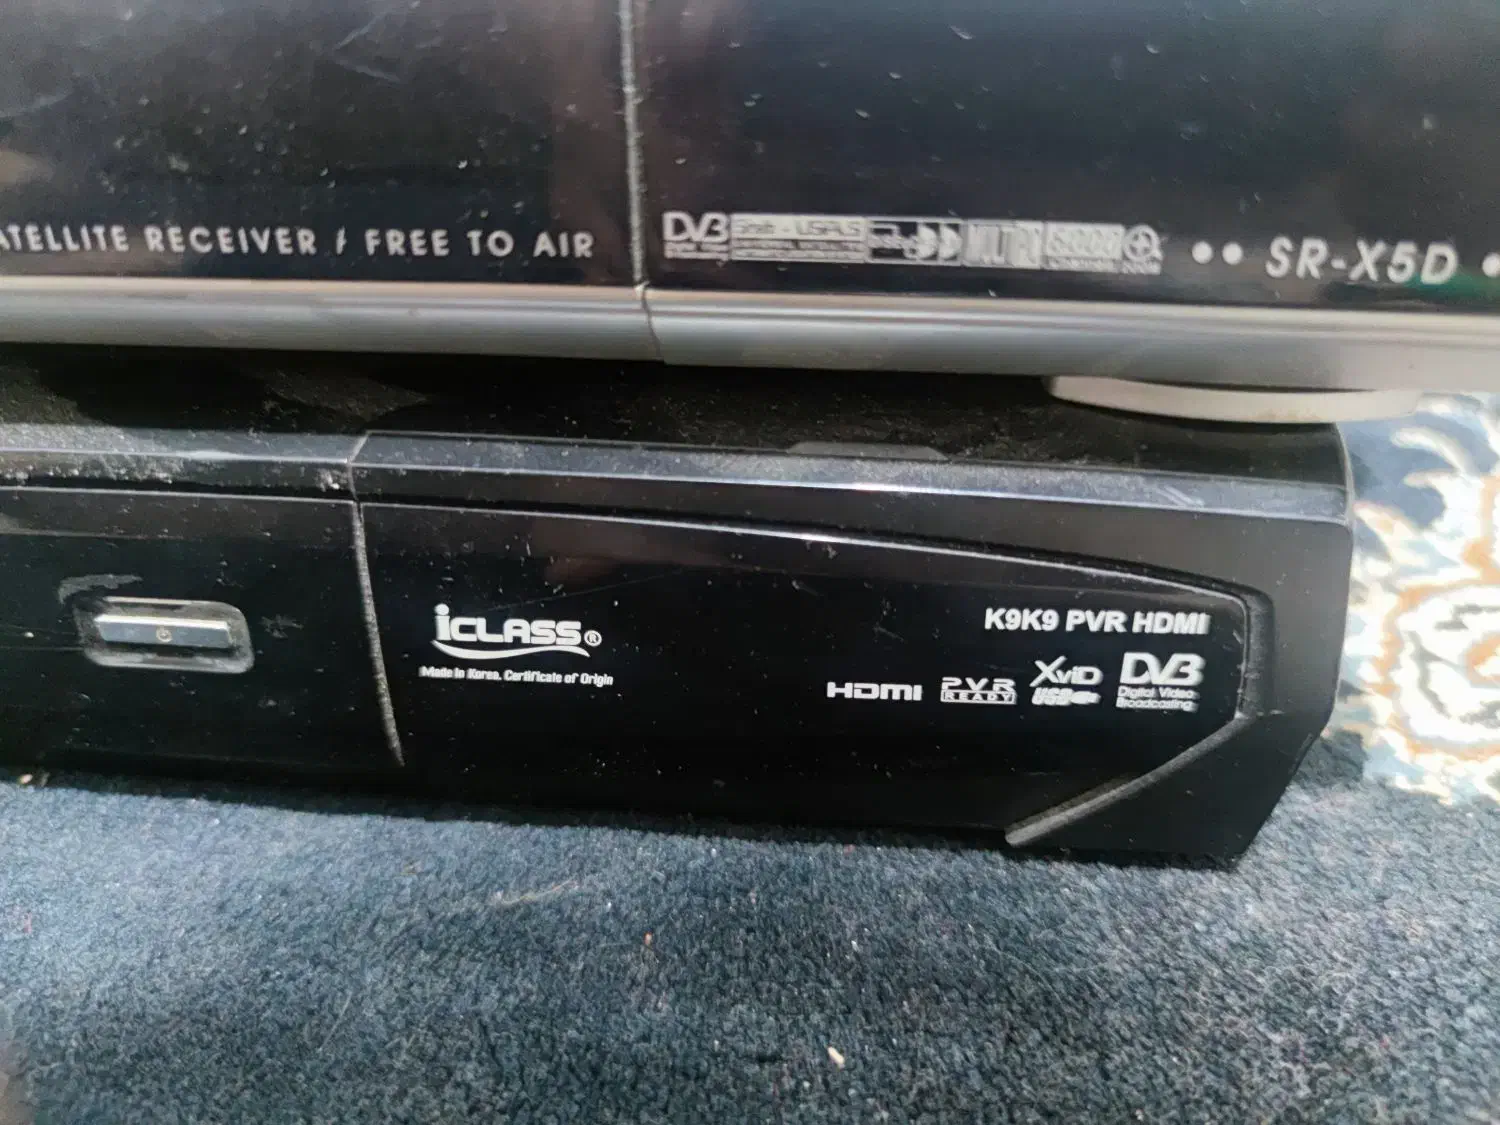 SATELLITE RECEIVER / FREE TO AIR
DVB
SR-X5D
iCLASS®
Made in Korea. Certificate of Origin
K9K9 PVR HDMI
HDMI
PVR
READY
XviD
USB
DVB
Digital Video
Broadcasting